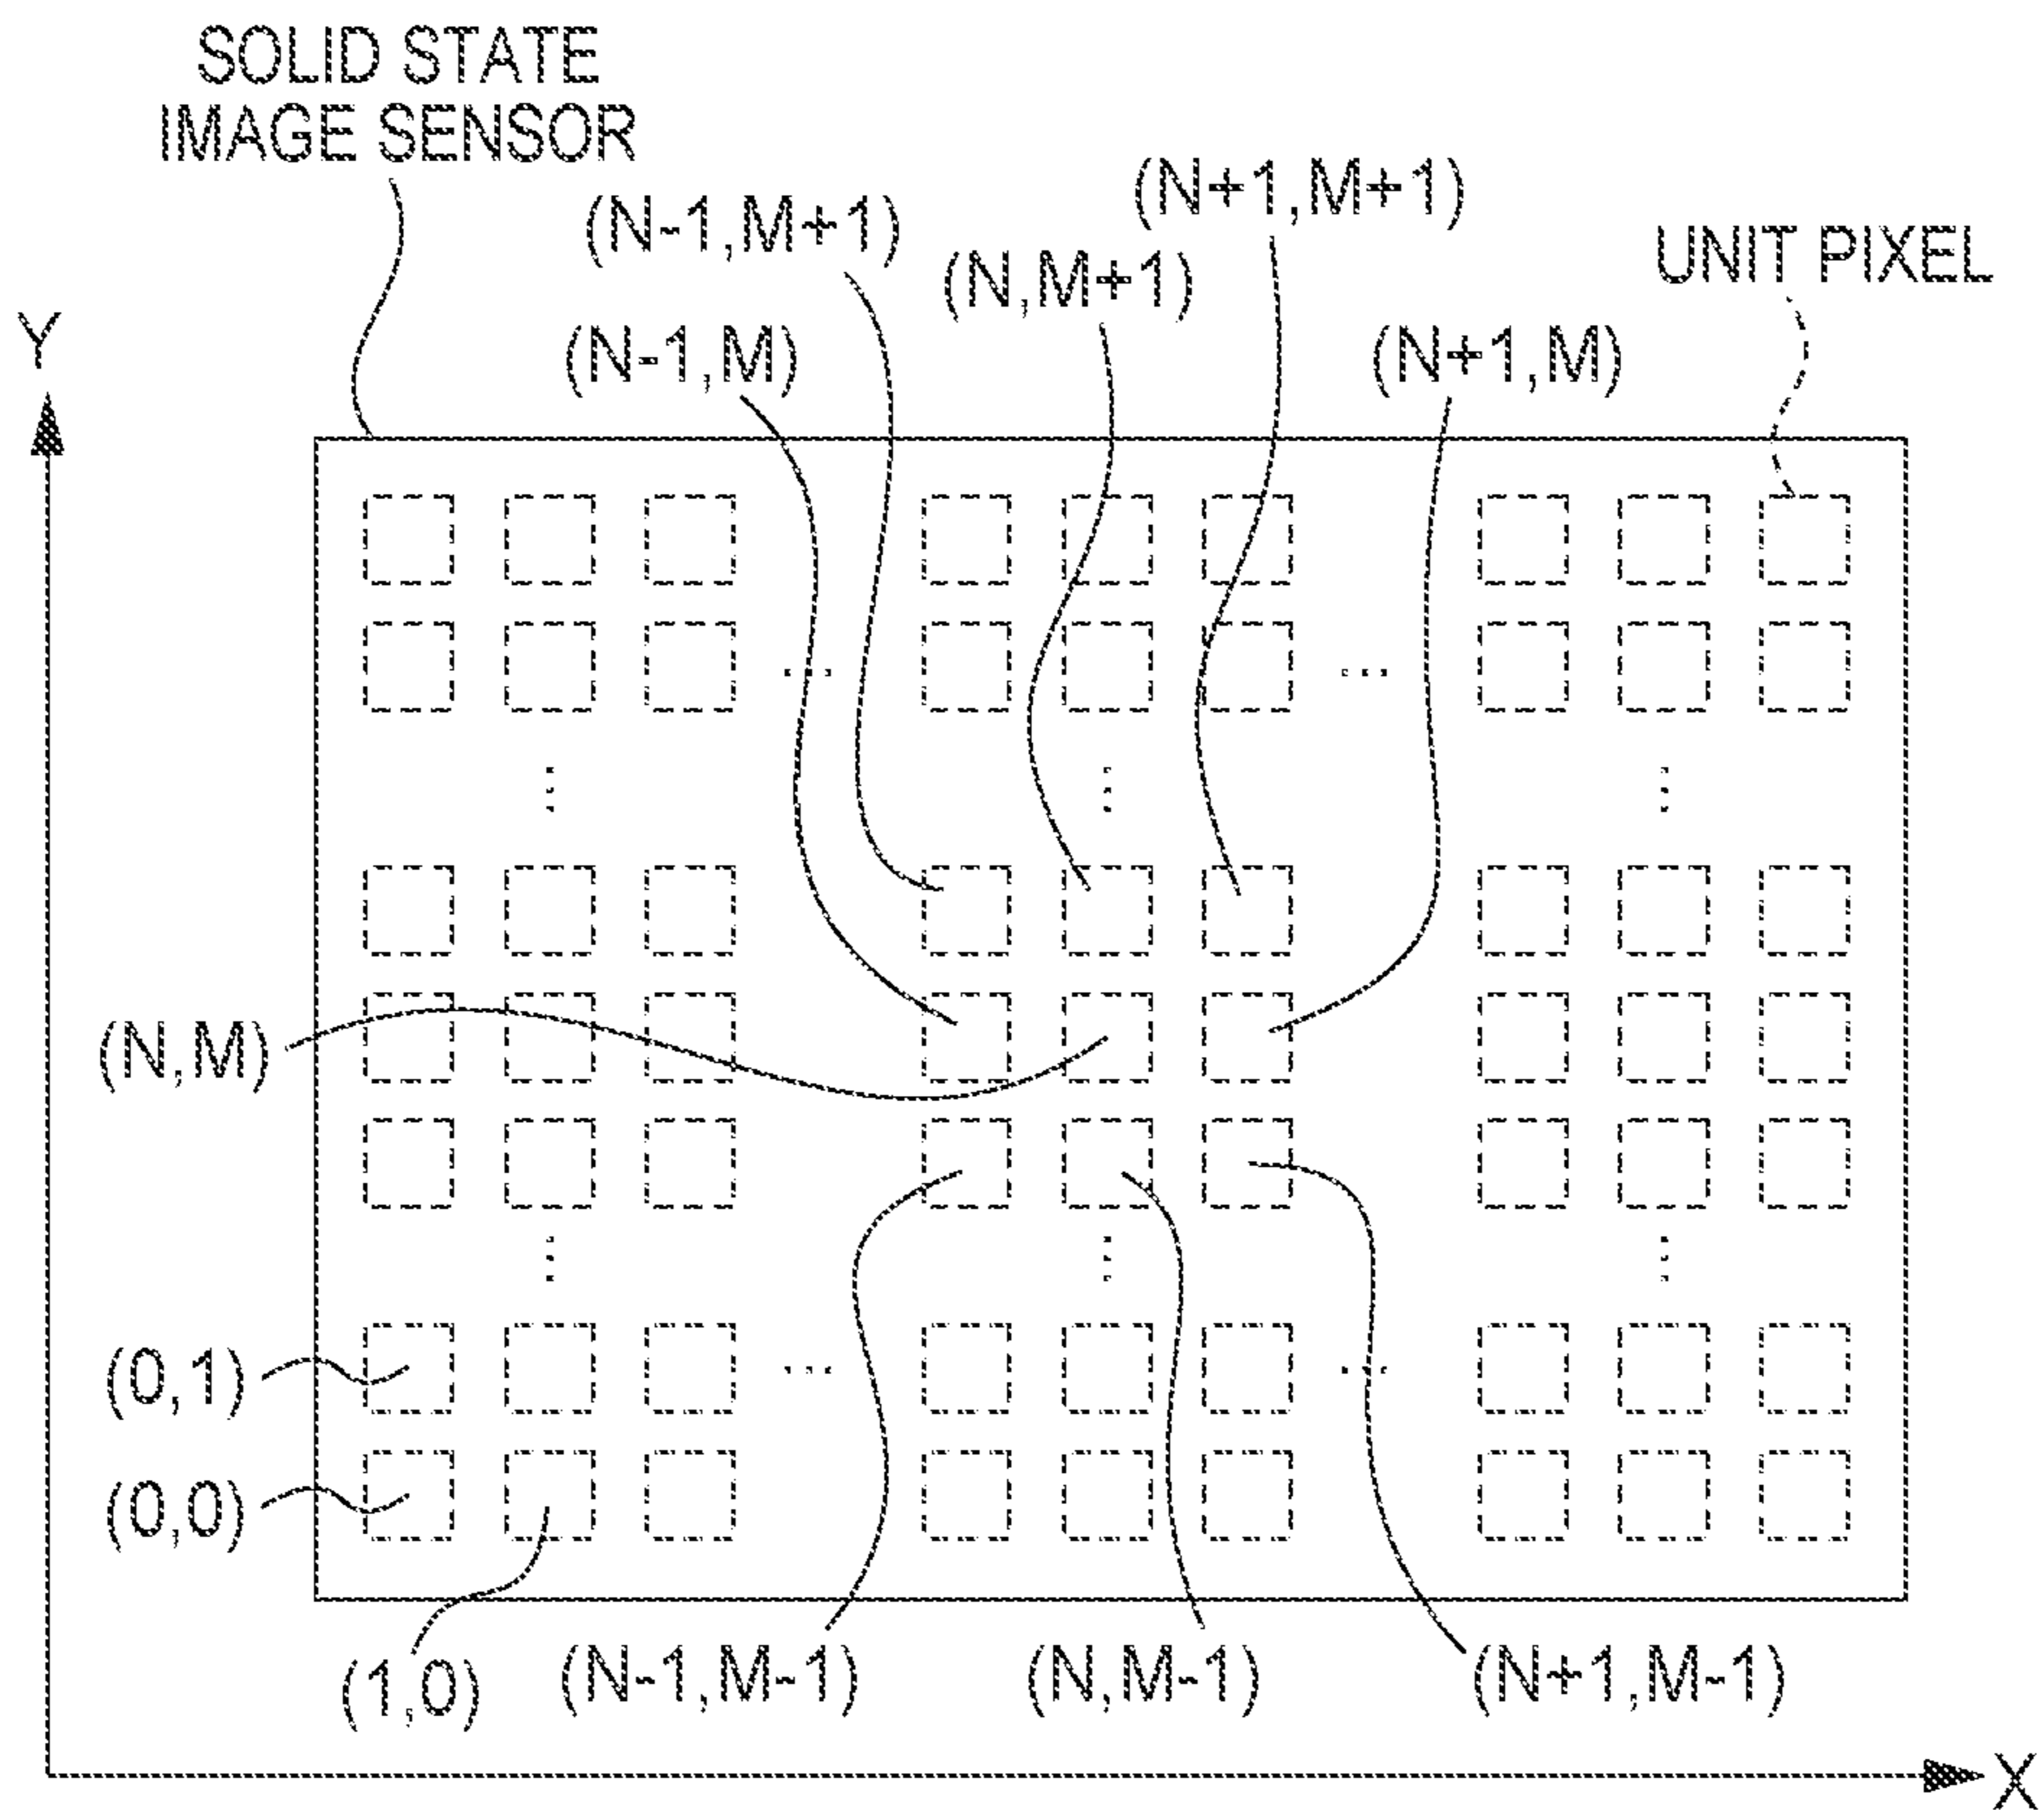 SOLID STATE
IMAGE SENSOR
(N+1,M+1)
(N-1,M+1)
(N,M+1)
UNIT PIXEL
Y
(N-1,M)
(N+1,M)
(N,M)
(0,1)
(0,0)
(1,0)
(N-1,M-1)
(N,M-1)
(N+1,M-1)
X